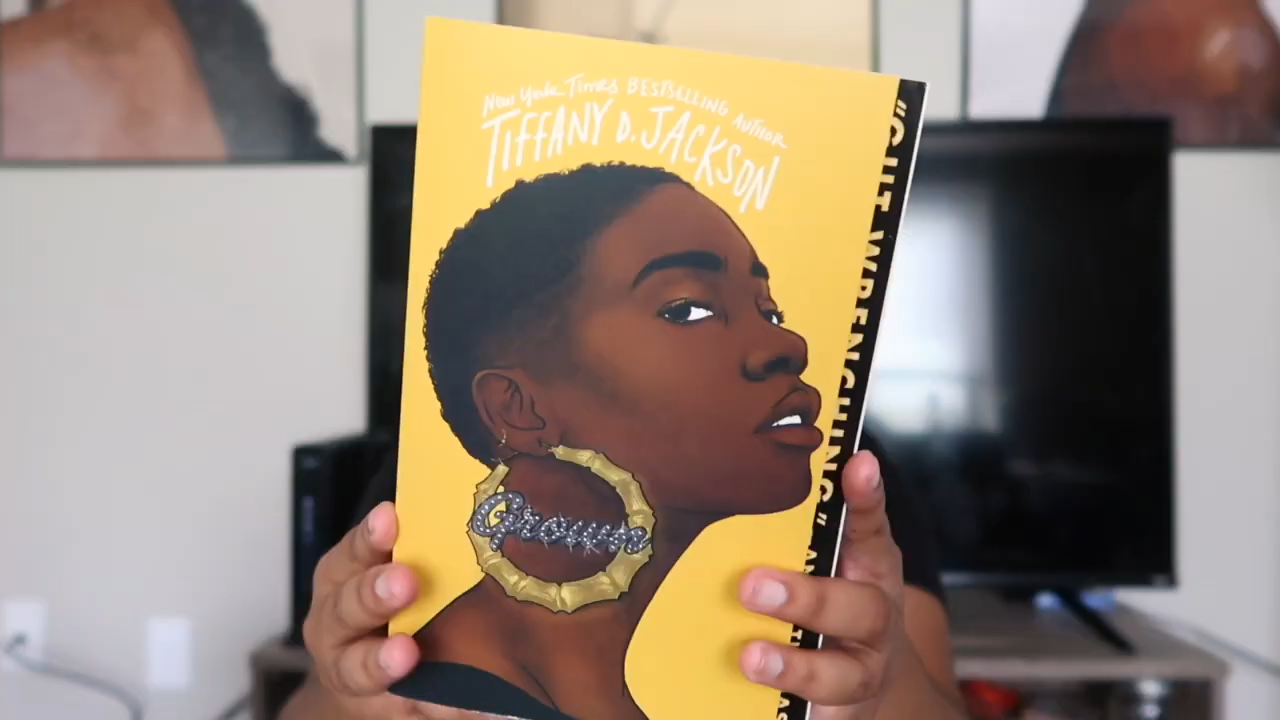 New York Times BESTSELLING AUTHOR
TIFFANY D. JACKSON
Grown
"GUT-WRENCHING."